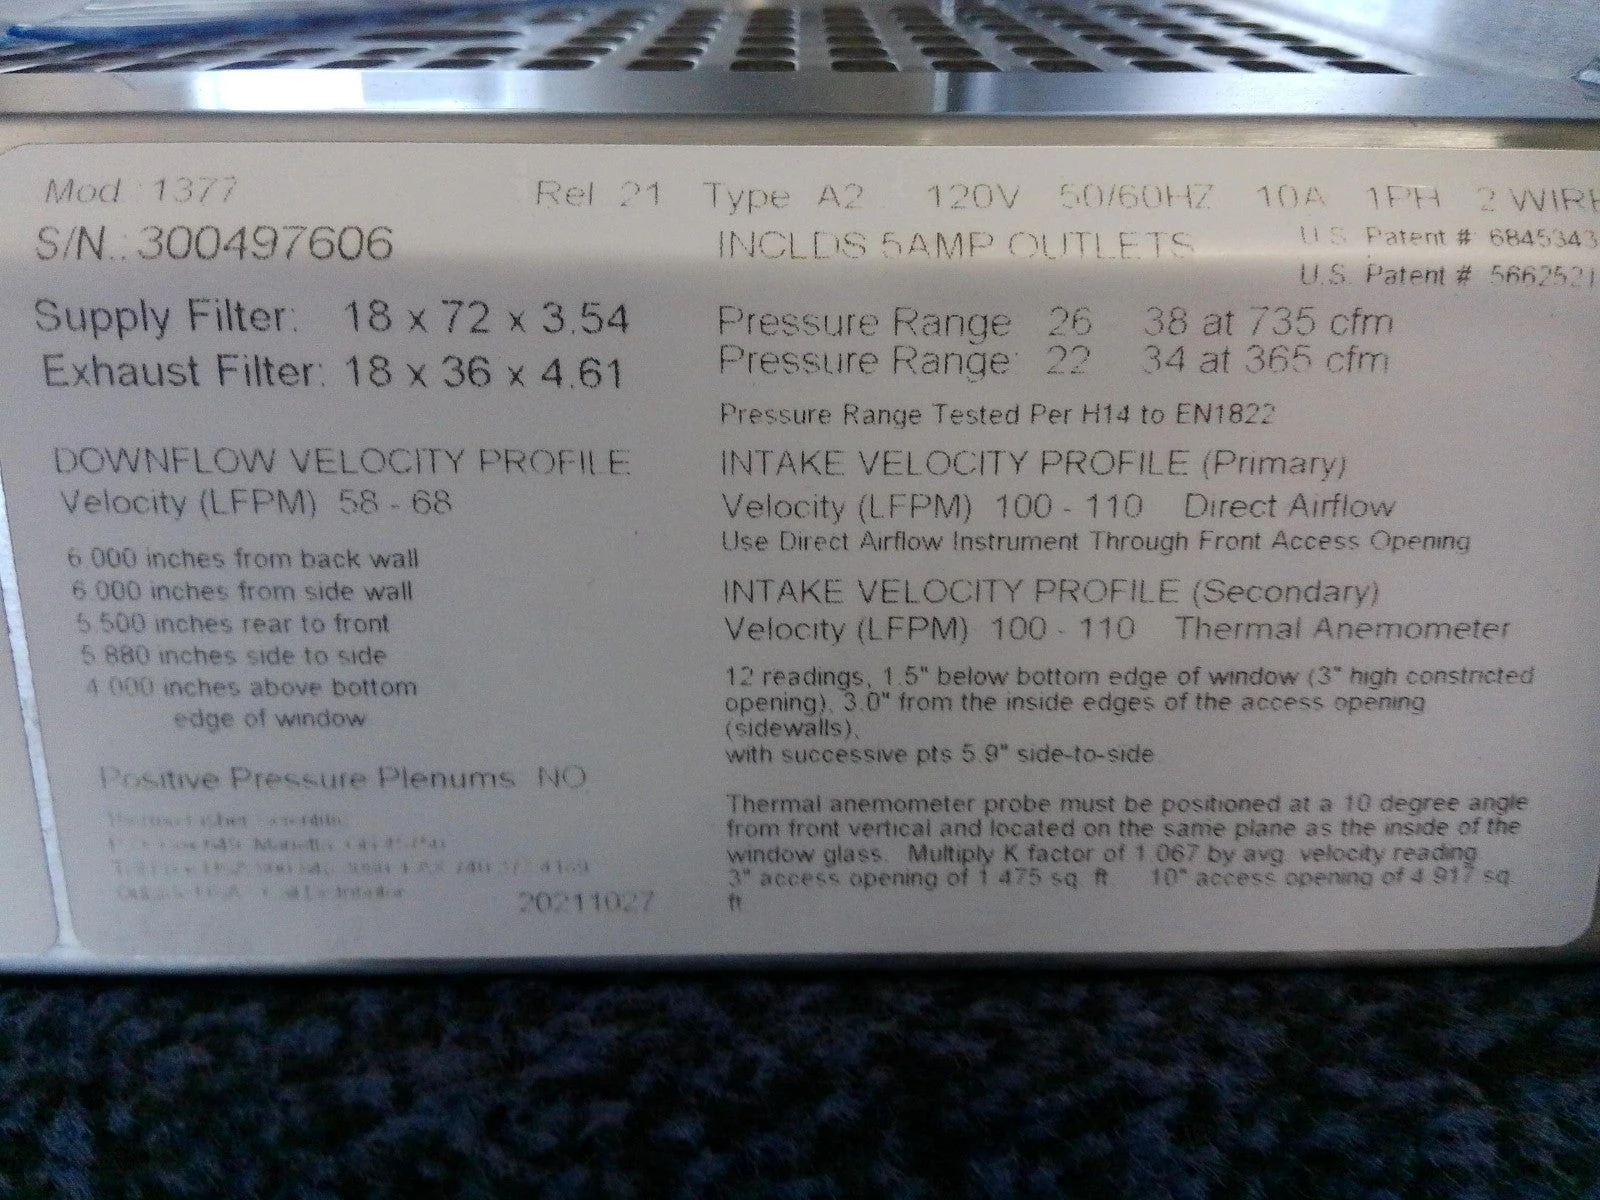 Mod : 1377 Rel 21 Type A2 120V 50/60HZ 10A 1PH 2 WIRE
S/N.: 300497606 INCLDS 5AMP OUTLETS U.S. Patent # 6845343
U.S. Patent # 5662521
Supply Filter: 18 x 72 x 3.54
Exhaust Filter: 18 x 36 x 4.61
DOWNFLOW VELOCITY PROFILE
Velocity (LFPM) 58 - 68
6.000 inches from back wall
6.000 inches from side wall
5.500 inches rear to front
5.880 inches side to side
4.000 inches above bottom
edge of window
Positive Pressure Plenums NO
20211027
Pressure Range 26 38 at 735 cfm
Pressure Range: 22 34 at 365 cfm
Pressure Range Tested Per H14 to EN1822
INTAKE VELOCITY PROFILE (Primary)
Velocity (LFPM) 100 - 110 Direct Airflow
Use Direct Airflow Instrument Through Front Access Opening
INTAKE VELOCITY PROFILE (Secondary)
Velocity (LFPM) 100 - 110 Thermal Anemometer
12 readings, 1.5" below bottom edge of window (3" high constricted
opening), 3.0" from the inside edges of the access opening
(sidewalls),
with successive pts 5.9" side-to-side
Thermal anemometer probe must be positioned at a 10 degree angle
from front vertical and located on the same plane as the inside of the
window glass. Multiply K factor of 1.067 by avg. velocity reading
3" access opening of 1.475 sq. ft. 10" access opening of 4.917 sq.
ft.